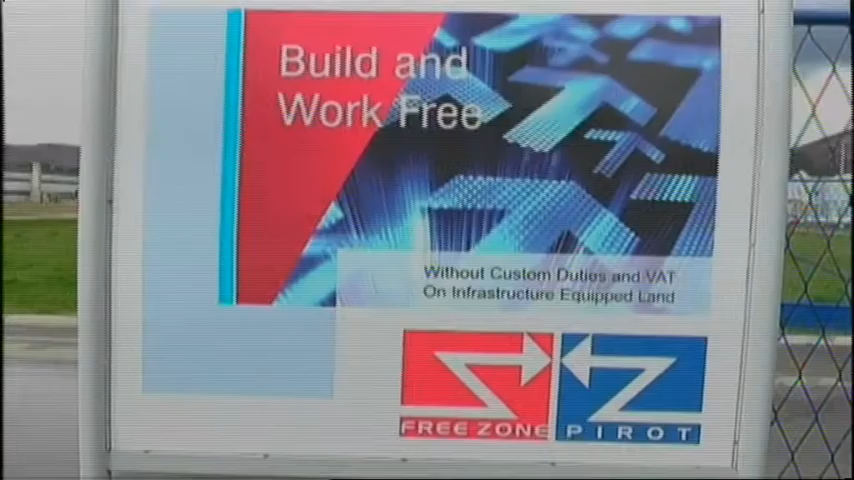 Build and
Work Free
Without Custom Duties and VAT
On Infrastructure Equipped Land
FREE ZONE PIROT